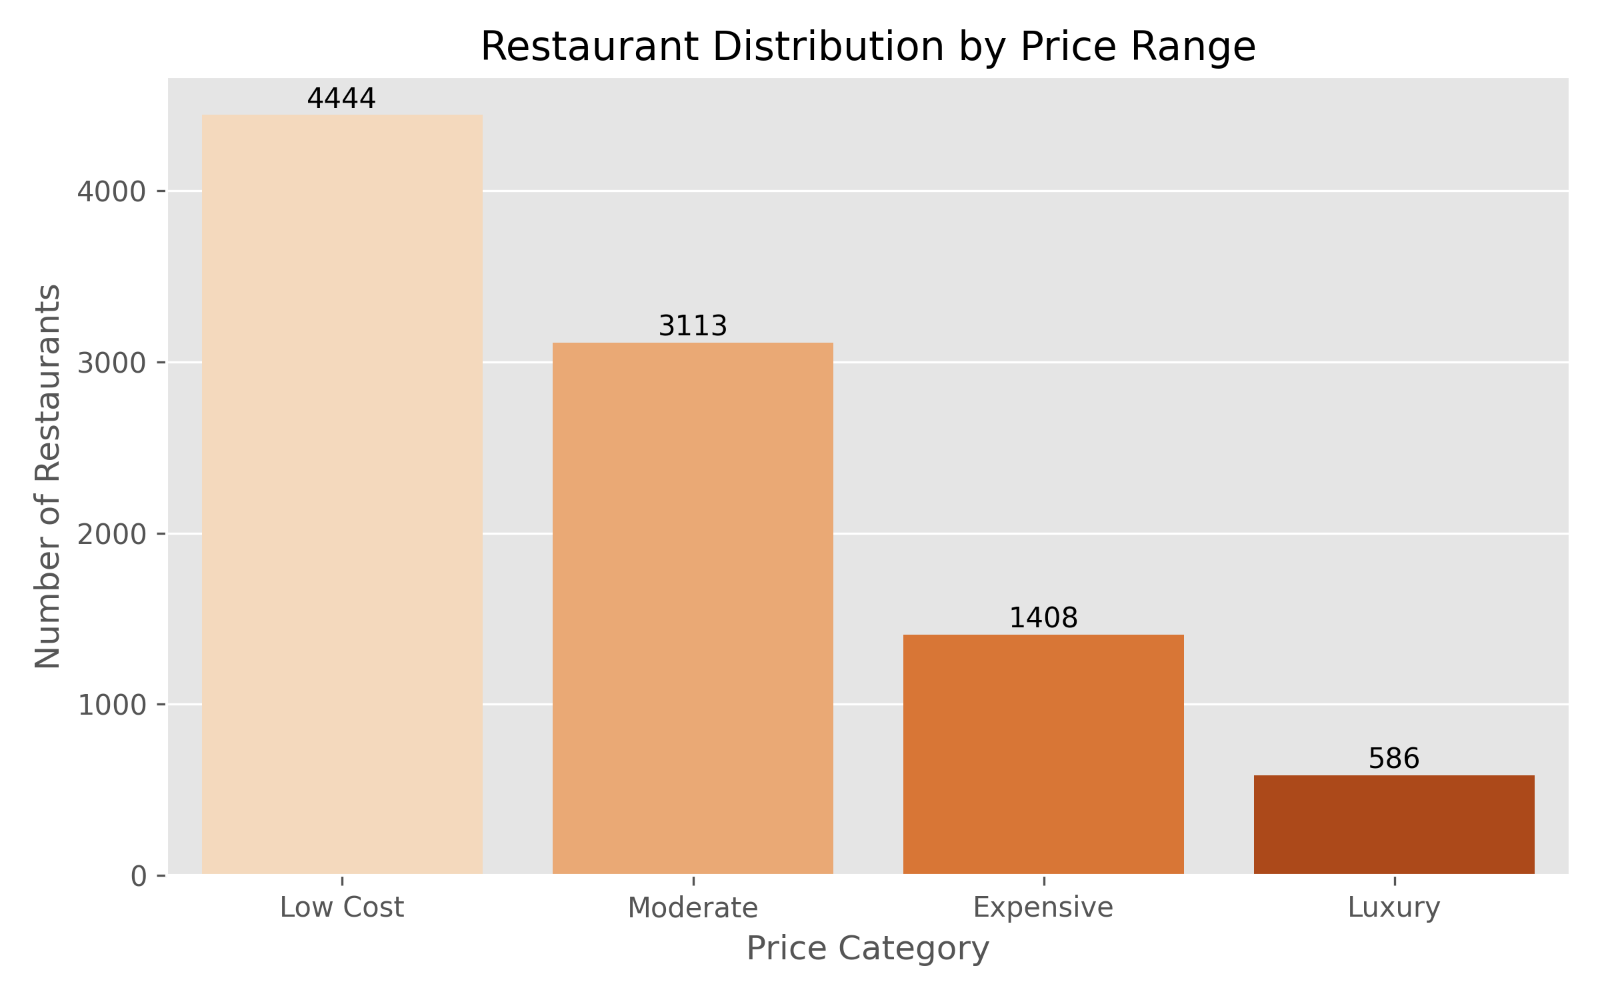 Restaurant Distribution by Price Range
4444
4000
3113
3000
Number of Restaurants
2000
1408
1000
586
0
Low Cost Moderate Expensive Luxury
Price Category